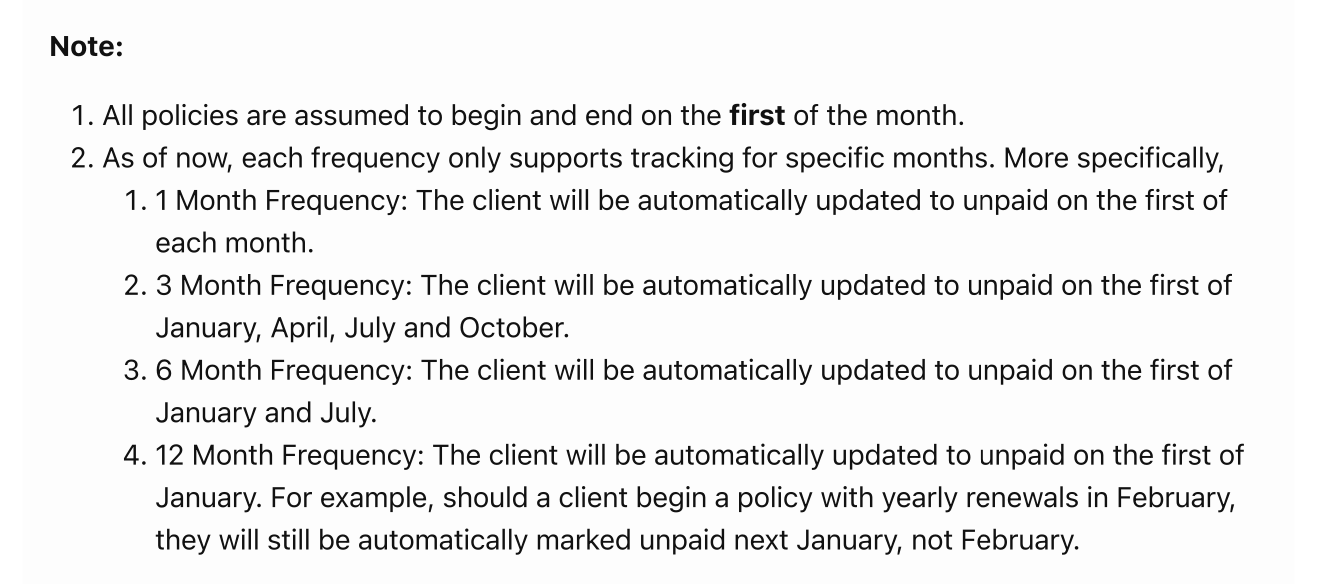 Note:
1. All policies are assumed to begin and end on the first of the month.
2. As of now, each frequency only supports tracking for specific months. More specifically,
1. 1 Month Frequency: The client will be automatically updated to unpaid on the first of
each month.
2. 3 Month Frequency: The client will be automatically updated to unpaid on the first of
January, April, July and October.
3. 6 Month Frequency: The client will be automatically updated to unpaid on the first of
January and July.
4. 12 Month Frequency: The client will be automatically updated to unpaid on the first of
January. For example, should a client begin a policy with yearly renewals in February,
they will still be automatically marked unpaid next January, not February.